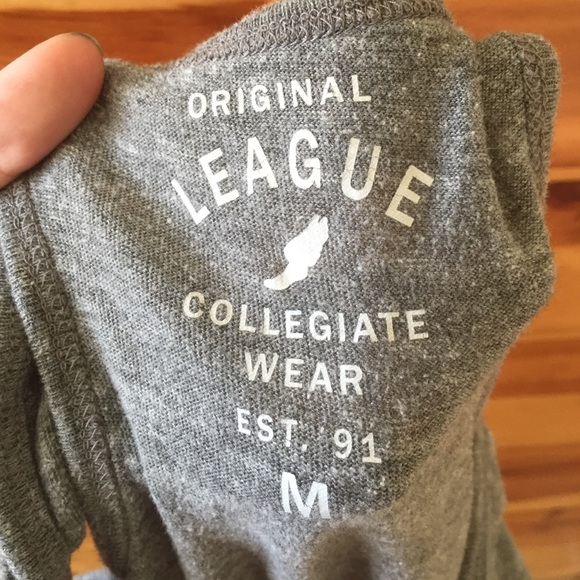 ORIGINAL
LEAGUE
COLLEGIATE
WEAR
EST. '91
M